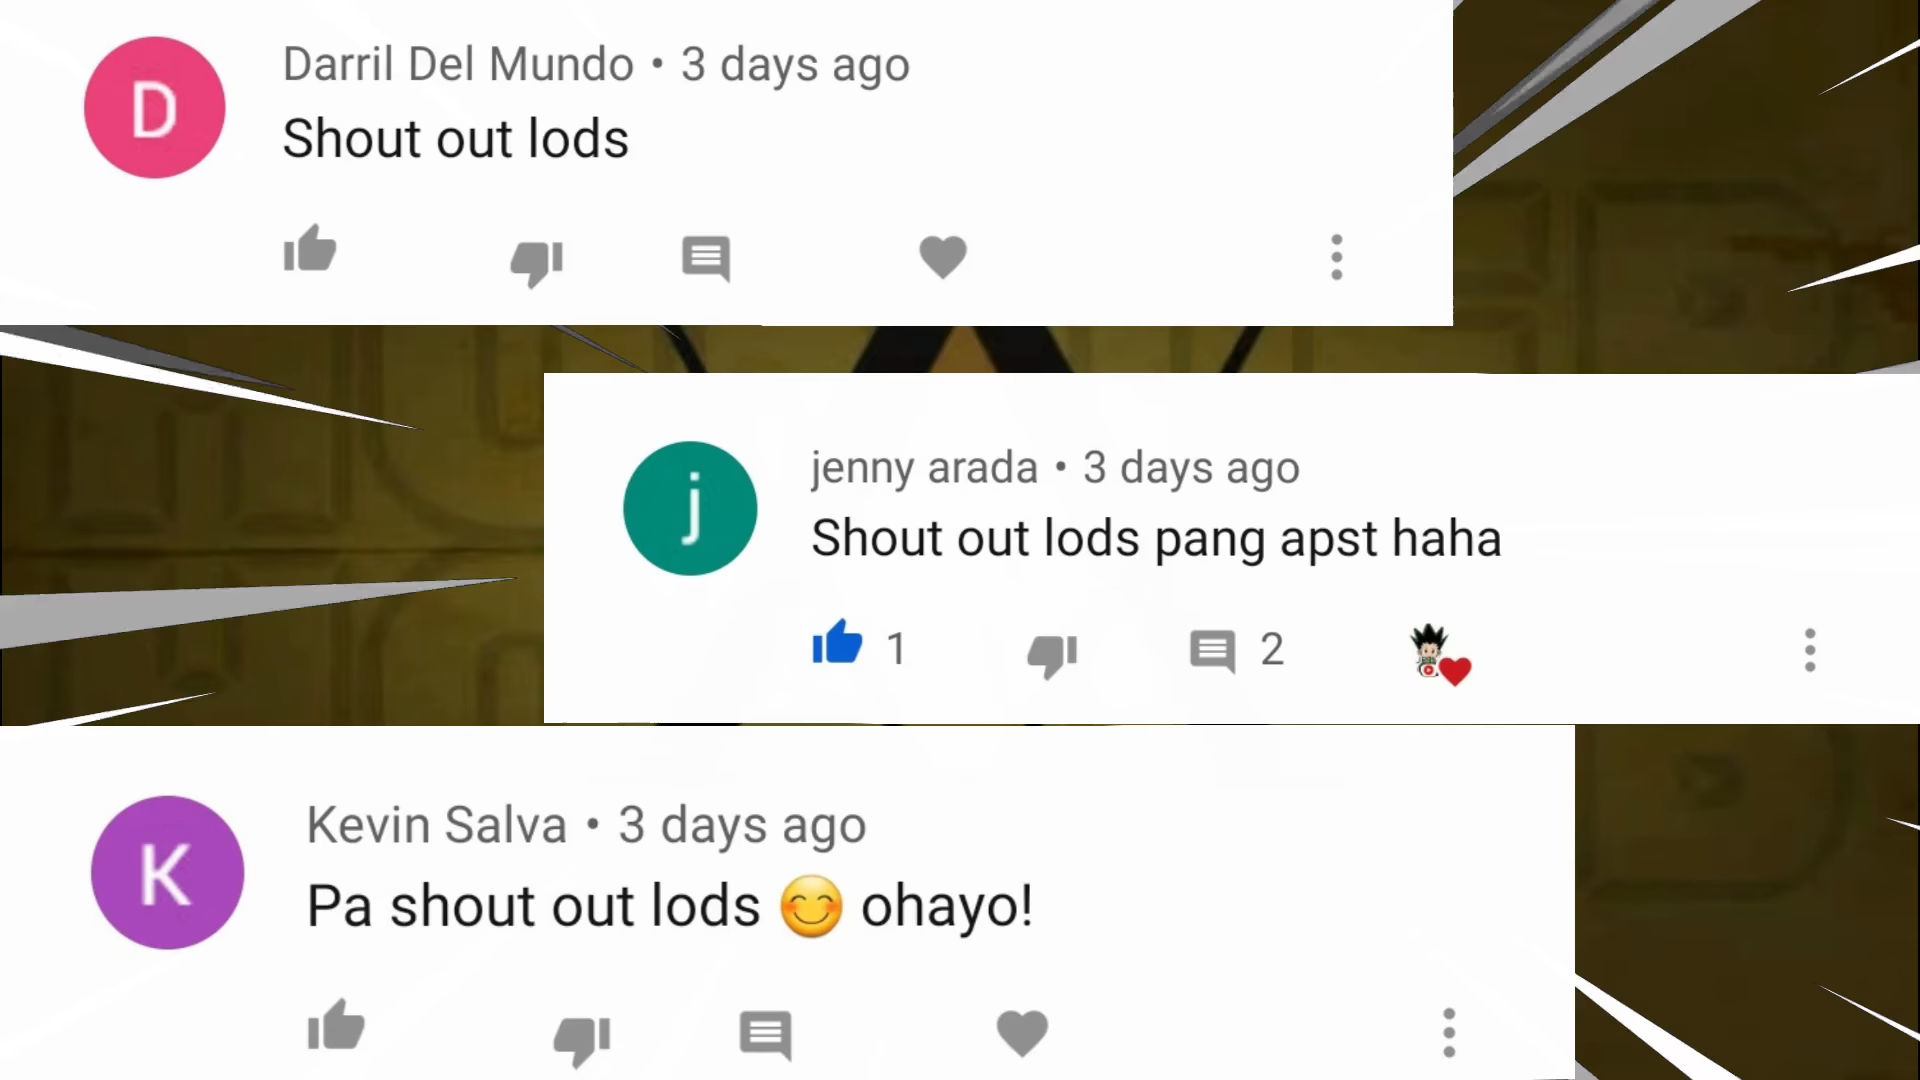 D
Darril Del Mundo • 3 days ago
Shout out lods
j
jenny arada • 3 days ago
Shout out lods pang apst haha
1
2
K
Kevin Salva • 3 days ago
Pa shout out lods 😊 ohayo!